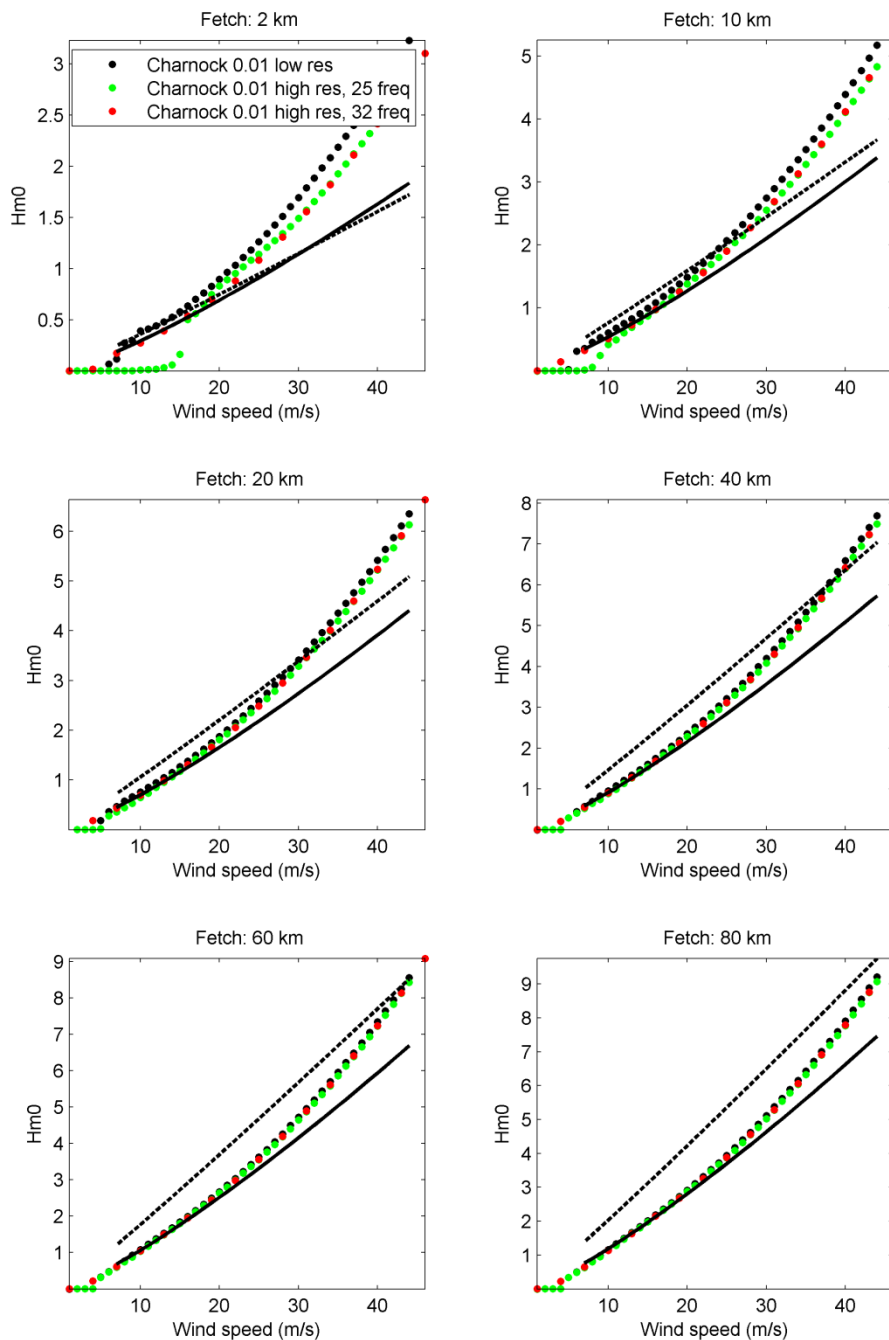 Fetch: 2 km
Charnock 0.01 low res
Charnock 0.01 high res, 25 freq
Charnock 0.01 high res, 32 freq
Hm0
3
2.5
2
1.5
1
0.5
10 20 30 40
Wind speed (m/s)
Fetch: 10 km
Hm0
5
4
3
2
1
10 20 30 40
Wind speed (m/s)
Fetch: 20 km
Hm0
6
5
4
3
2
1
10 20 30 40
Wind speed (m/s)
Fetch: 40 km
Hm0
8
7
6
5
4
3
2
1
10 20 30 40
Wind speed (m/s)
Fetch: 60 km
Hm0
9
8
7
6
5
4
3
2
1
10 20 30 40
Wind speed (m/s)
Fetch: 80 km
Hm0
9
8
7
6
5
4
3
2
1
10 20 30 40
Wind speed (m/s)